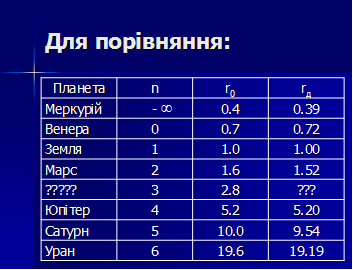 Для порівняння:
Планета n r0 rд
Меркурій - ∞ 0.4 0.39
Венера 0 0.7 0.72
Земля 1 1.0 1.00
Марс 2 1.6 1.52
????? 3 2.8 ???
Юпітер 4 5.2 5.20
Сатурн 5 10.0 9.54
Уран 6 19.6 19.19